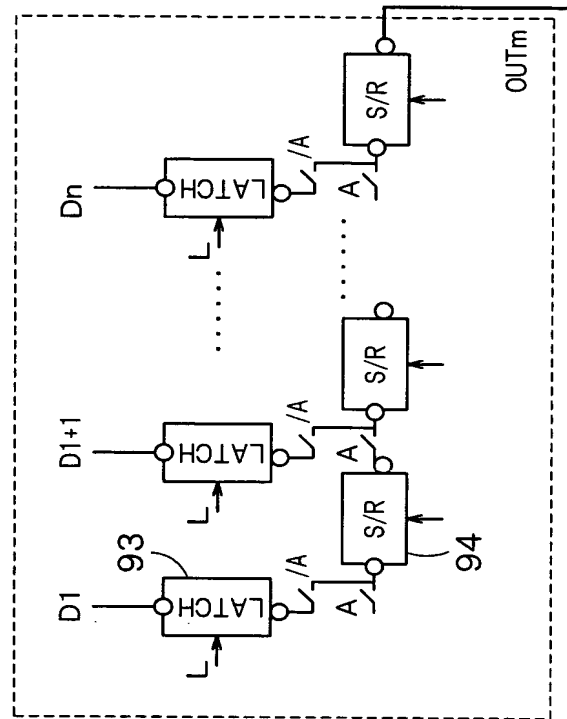 D1
D1+1
Dn
93
L
LATCH
L
LATCH
L
LATCH
/A
/A
/A
A
A
A
S/R
S/R
S/R
94
OUTm